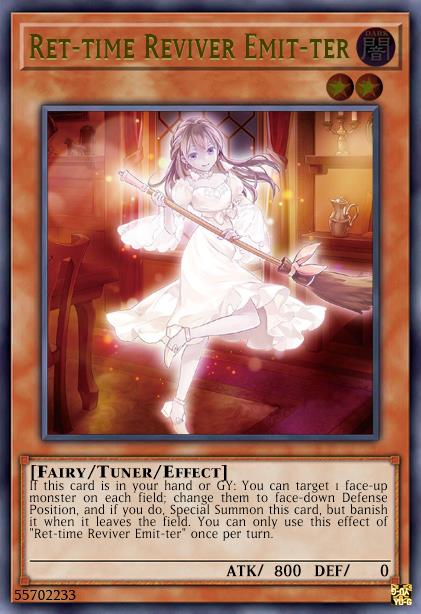 Ret-time Reviver Emit-ter
DARK
闇
[Fairy/Tuner/Effect]
If this card is in your hand or GY: You can target 1 face-up
monster on each field; change them to face-down Defense
Position, and if you do, Special Summon this card, but banish
it when it leaves the field. You can only use this effect of
"Ret-time Reviver Emit-ter" once per turn.
ATK/ 800 DEF/ 0
55702233